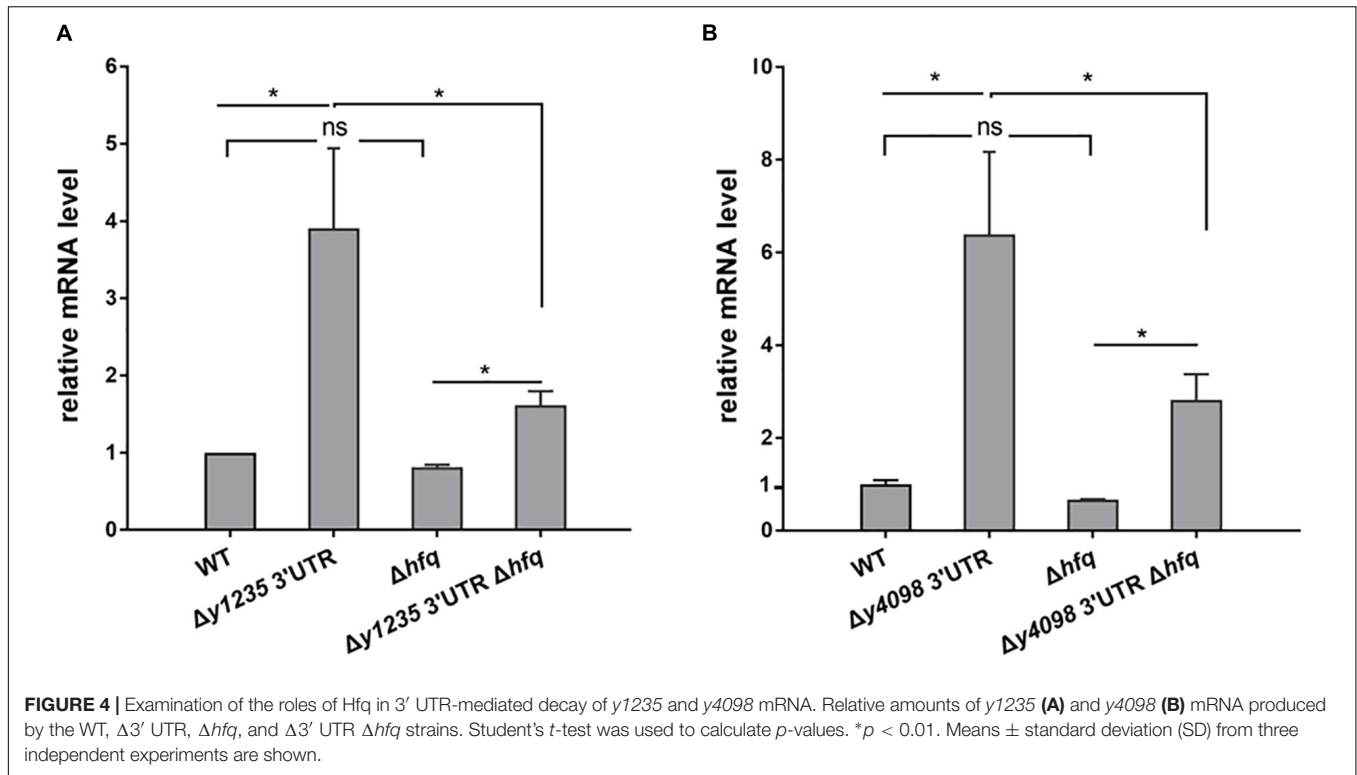 A
relative mRNA level
6
5
4
3
2
1
0
*
*
ns
*
WT
Δy1235 3'UTR
Δhfq
Δy1235 3'UTR Δhfq
B
relative mRNA level
10
8
6
4
2
1
0
*
*
ns
*
WT
Δy4098 3'UTR
Δhfq
Δy4098 3'UTR Δhfq
FIGURE 4 | Examination of the roles of Hfq in 3′ UTR-mediated decay of y1235 and y4098 mRNA. Relative amounts of y1235 (A) and y4098 (B) mRNA produced
by the WT, Δ3′ UTR, Δhfq, and Δ3′ UTR Δhfq strains. Student's t-test was used to calculate p-values. *p < 0.01. Means ± standard deviation (SD) from three
independent experiments are shown.